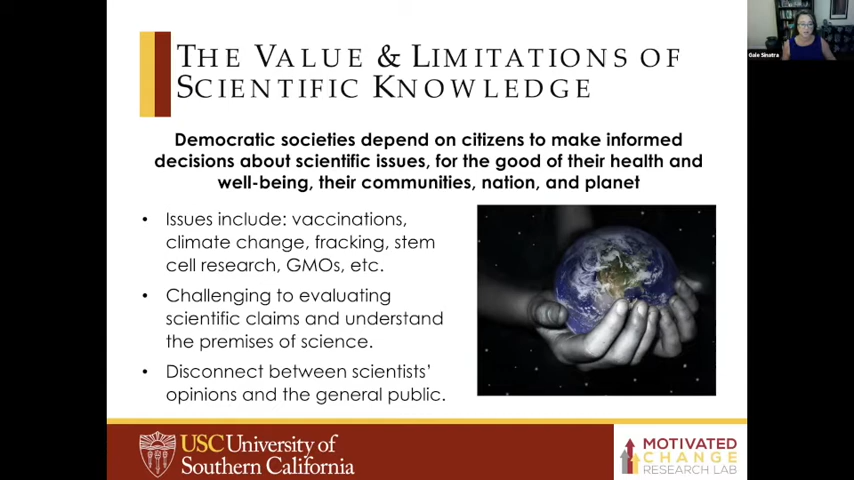 THE VALUE & LIMITATIONS OF
SCIENTIFIC KNOWLEDGE
Democratic societies depend on citizens to make informed
decisions about scientific issues, for the good of their health and
well-being, their communities, nation, and planet
• Issues include: vaccinations,
climate change, fracking, stem
cell research, GMOs, etc.
• Challenging to evaluating
scientific claims and understand
the premises of science.
• Disconnect between scientists'
opinions and the general public.
USC University of
Southern California
MOTIVATED
CHANGE
RESEARCH LAB
Gale Sinatra